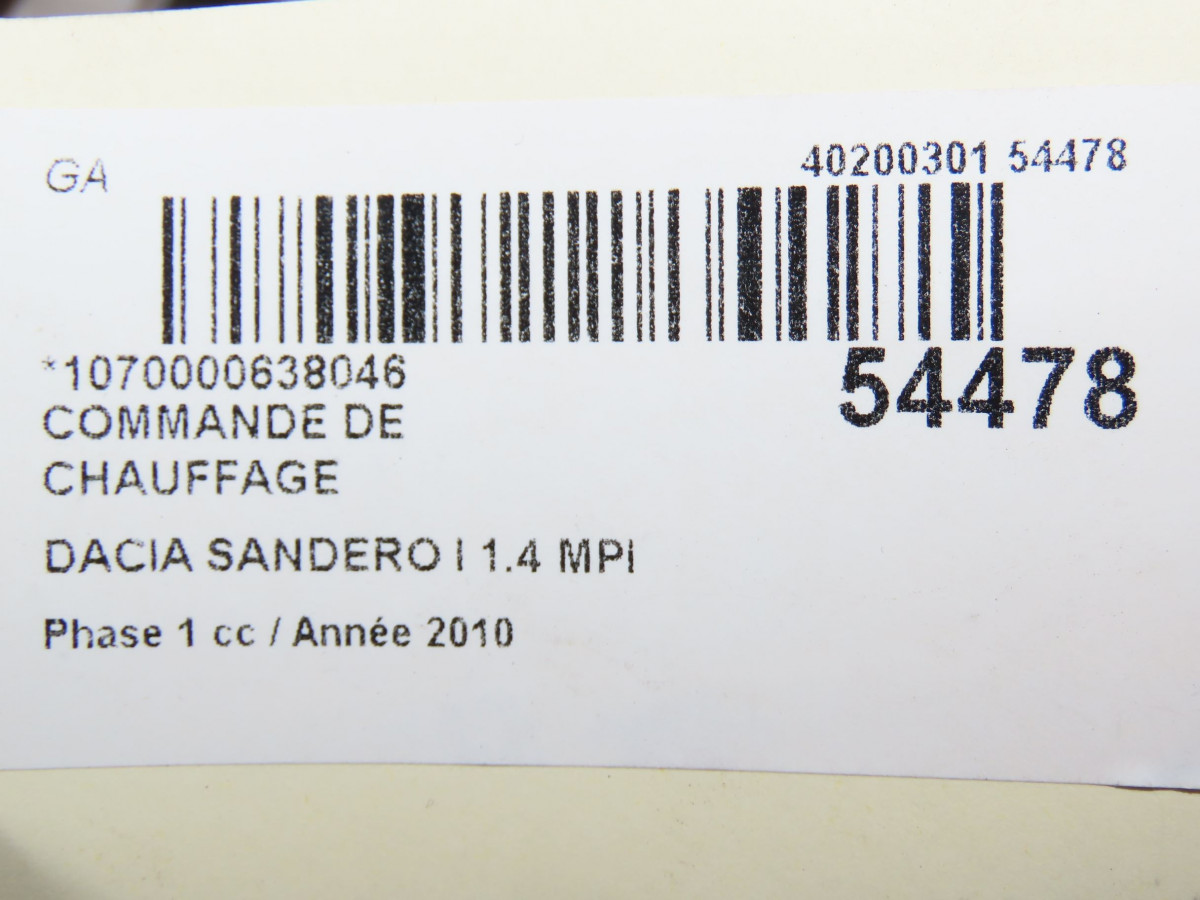 GA
40200301 54478
*1070000638046
54478
COMMANDE DE
CHAUFFAGE
DACIA SANDERO I 1.4 MPI
Phase 1 cc / Année 2010